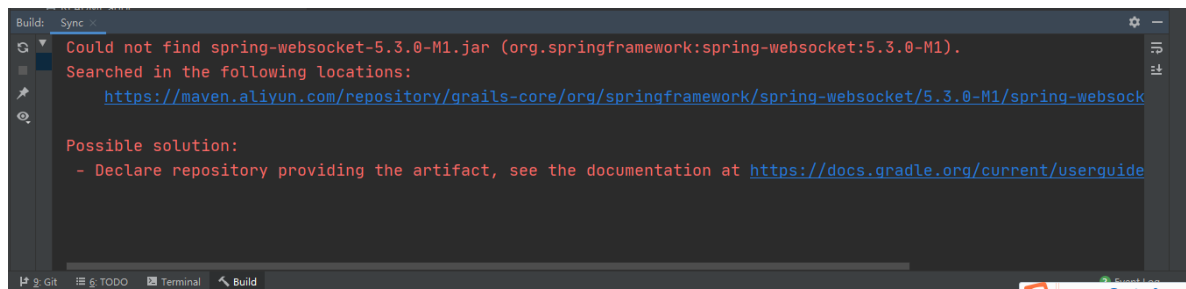 Build: Sync ×
Could not find spring-websocket-5.3.0-M1.jar (org.springframework:spring-websocket:5.3.0-M1).
Searched in the following locations:
https://maven.aliyun.com/repository/grails-core/org/springframework/spring-websocket/5.3.0-M1/spring-websock
Possible solution:
- Declare repository providing the artifact, see the documentation at https://docs.gradle.org/current/userguide
9: Git 6: TODO Terminal Build